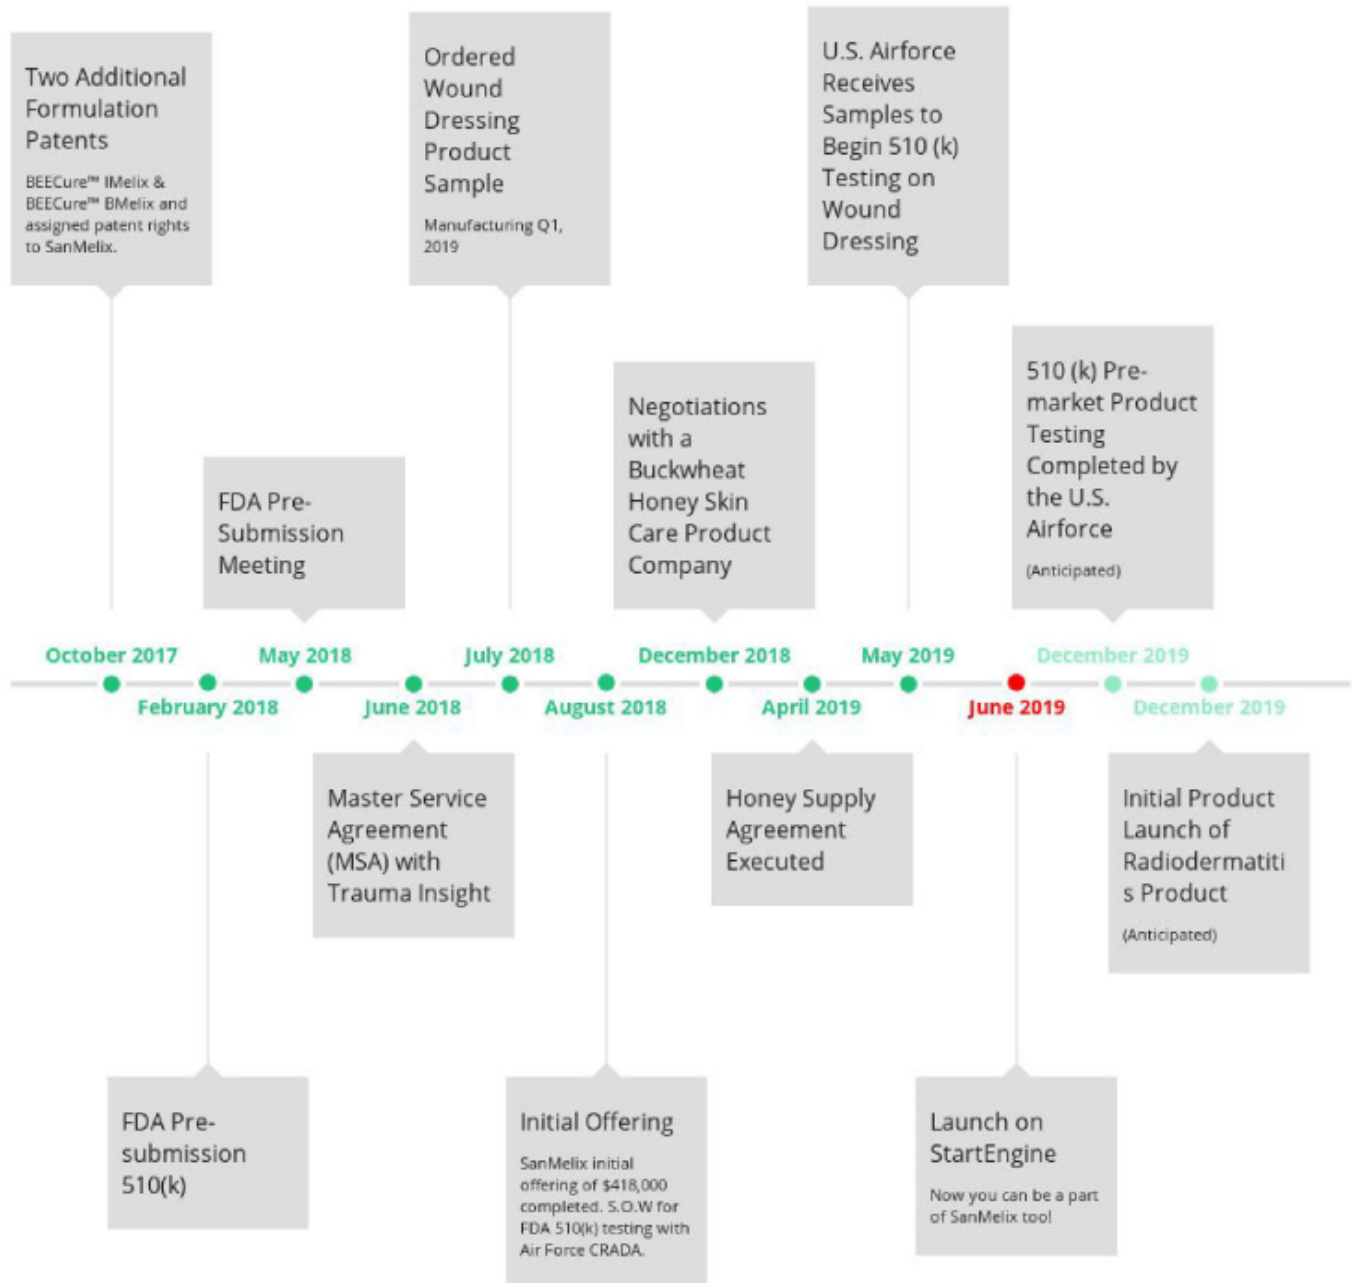 Two Additional
Formulation
Patents
BEECure™ IMelix &
BEECure™ BMelix and
assigned patent rights
to SanMelix.
Ordered
Wound
Dressing
Product
Sample
Manufacturing Q1,
2019
U.S. Airforce
Receives
Samples to
Begin 510 (k)
Testing on
Wound
Dressing
FDA Pre-
Submission
Meeting
Negotiations
with a
Buckwheat
Honey Skin
Care Product
Company
510 (k) Pre-
market Product
Testing
Completed by
the U.S.
Airforce
(Anticipated)
October 2017
May 2018
July 2018
December 2018
May 2019
December 2019
February 2018
June 2018
August 2018
April 2019
June 2019
December 2019
Master Service
Agreement
(MSA) with
Trauma Insight
Honey Supply
Agreement
Executed
Initial Product
Launch of
Radiodermatiti
s Product
(Anticipated)
FDA Pre-
submission
510(k)
Initial Offering
SanMelix initial
offering of $418,000
completed. S.O.W for
FDA 510(k) testing with
Air Force CRADA.
Launch on
StartEngine
Now you can be a part
of SanMelix too!